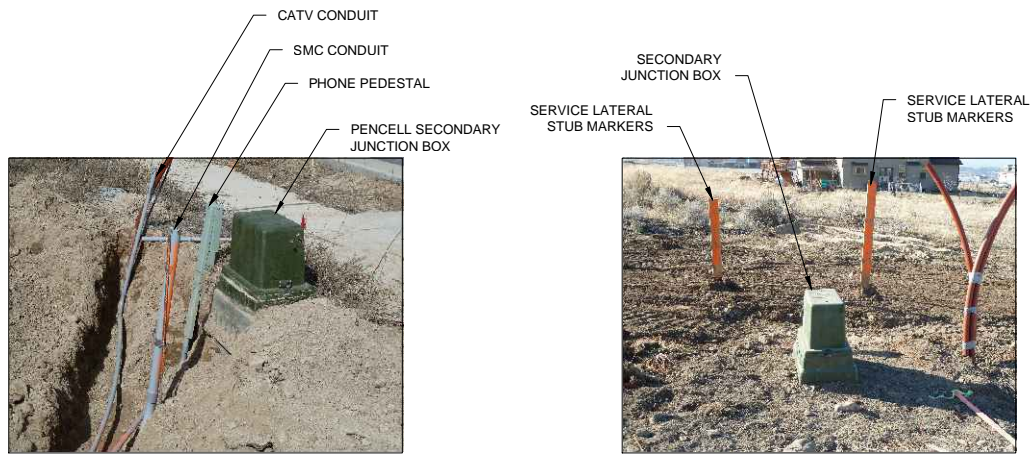 CATV CONDUIT
SMC CONDUIT
PHONE PEDESTAL
PENCELL SECONDARY
JUNCTION BOX
SECONDARY
JUNCTION BOX
SERVICE LATERAL
STUB MARKERS
SERVICE LATERAL
STUB MARKERS